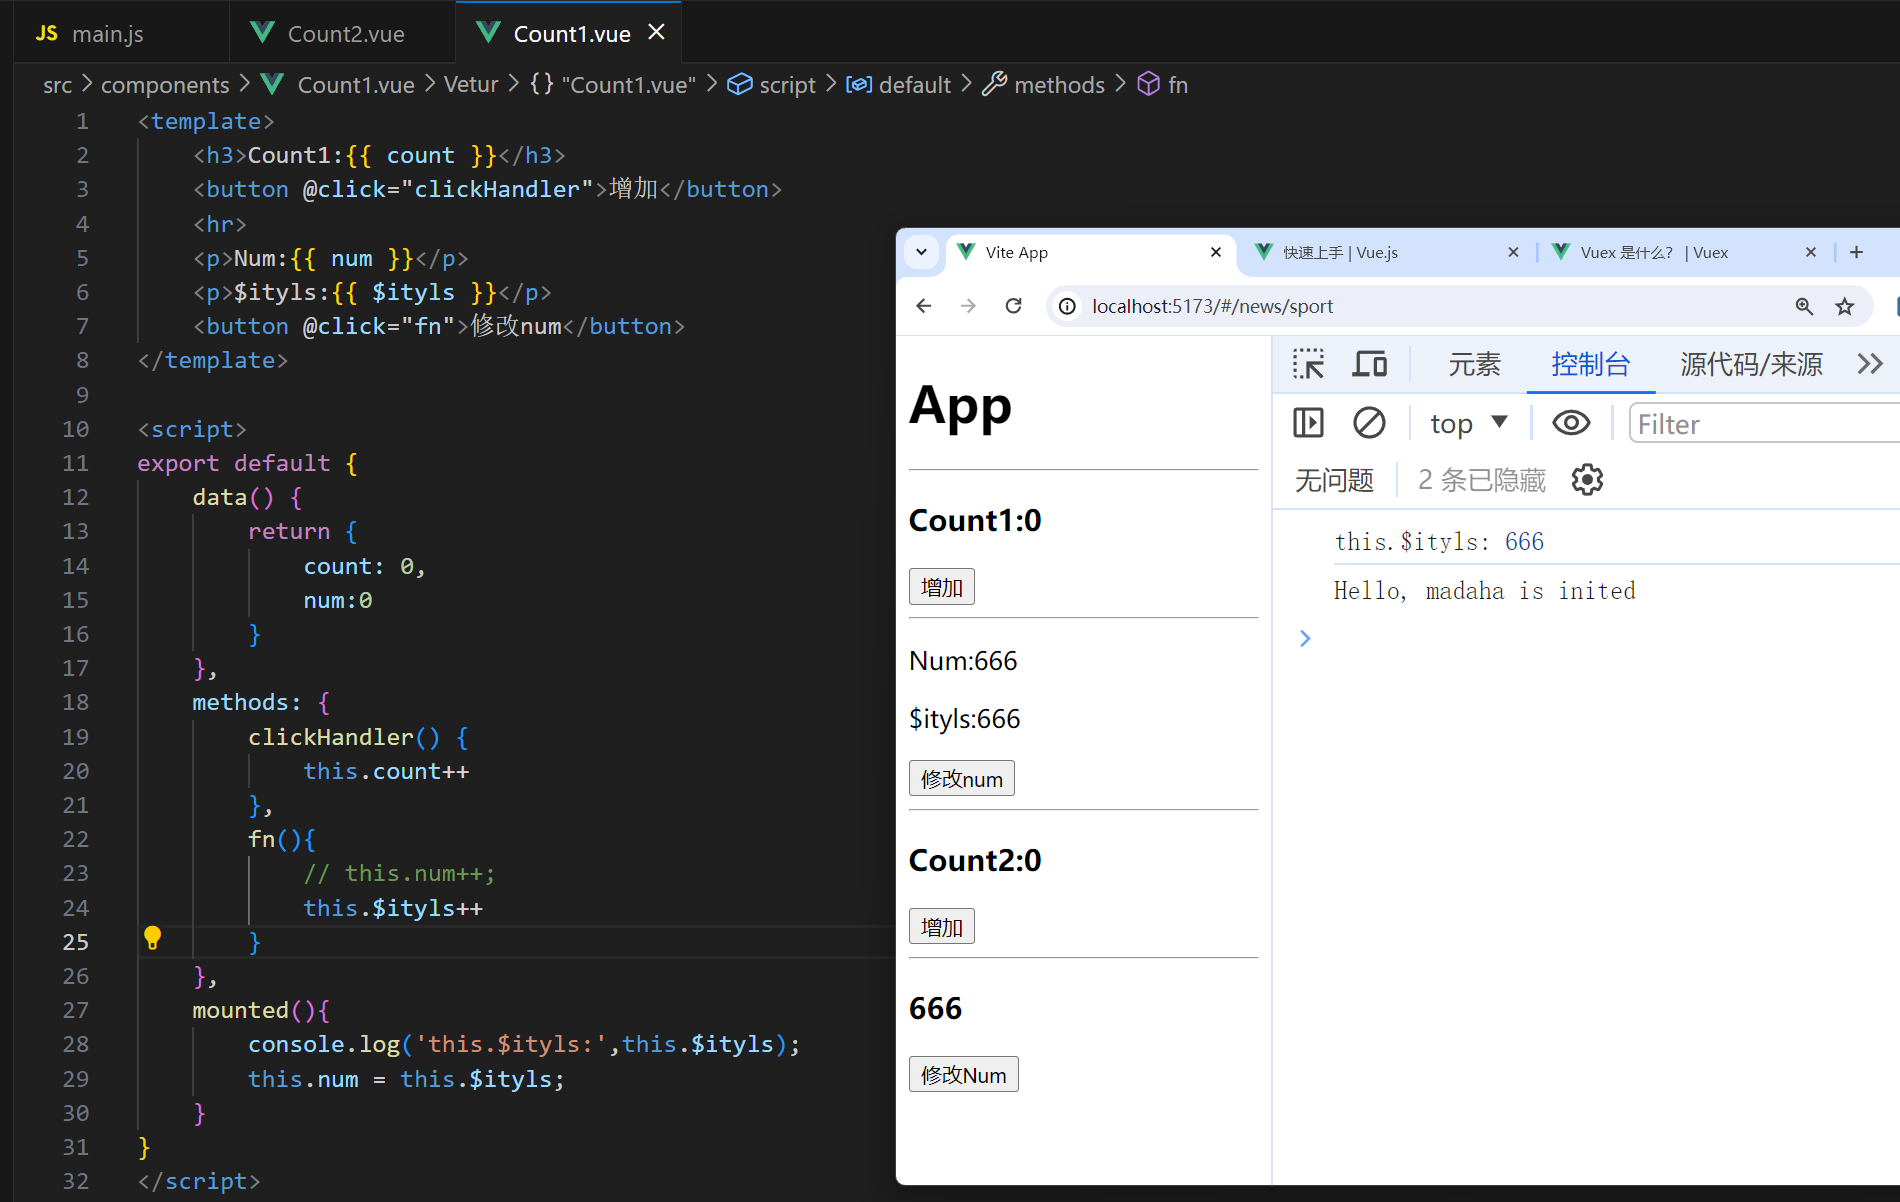 JS main.js Count2.vue Count1.vue
src components Count1.vue Vetur {} "Count1.vue" script default methods fn
1 <template>
2 <h3>Count1:{{ count }}</h3>
3 <button @click="clickHandler">增加</button>
4 <hr>
5 <p>Num:{{ num }}</p>
6 <p>$ityls:{{ $ityls }}</p>
7 <button @click="fn">修改num</button>
8 </template>
9
10 <script>
11 export default {
12 data() {
13 return {
14 count: 0,
15 num:0
16 }
17 },
18 methods: {
19 clickHandler() {
20 this.count++
21 },
22 fn(){
23 // this.num++;
24 this.$ityls++
25 }
26 },
27 mounted(){
28 console.log('this.$ityls:',this.$ityls);
29 this.num = this.$ityls;
30 }
31 }
32 </script>
Vite App 快速上手 | Vue.js Vuex 是什么？ | Vuex
localhost:5173/#/news/sport
App
Count1:0
增加
Num:666
$ityls:666
修改num
Count2:0
增加
666
修改Num
元素 控制台 源代码/来源
top Filter
无问题 2 条已隐藏
this.$ityls: 666
Hello, madaha is inited